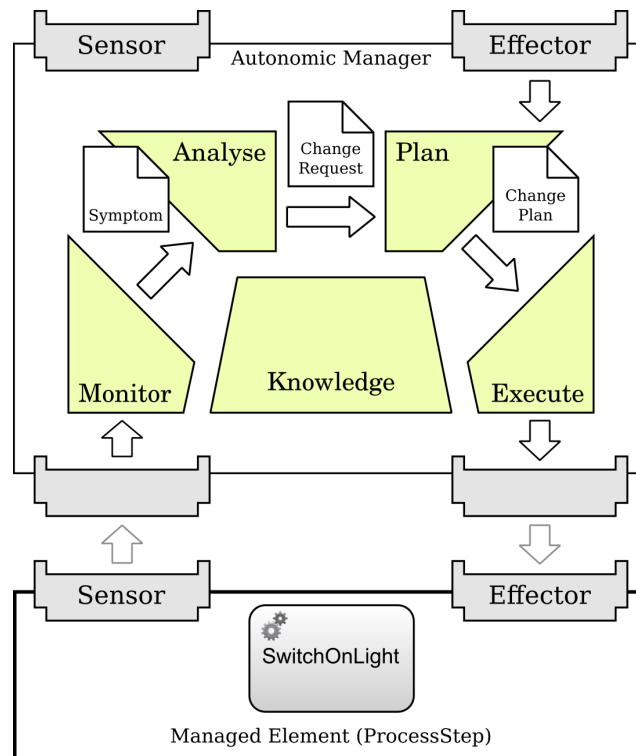 Sensor
Effector
Autonomic Manager
Analyse
Change
Request
Plan
Symptom
Change
Plan
Monitor
Knowledge
Execute
Sensor
Effector
SwitchOnLight
Managed Element (ProcessStep)